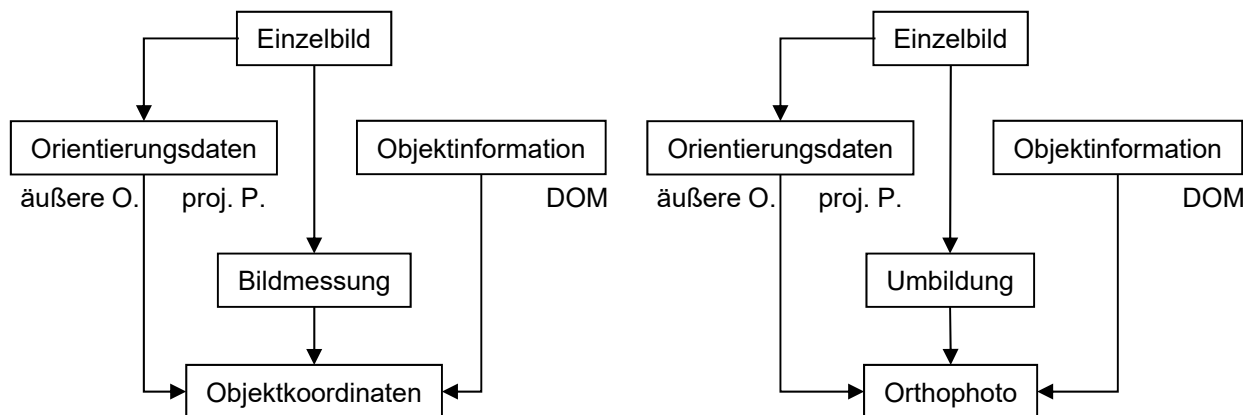 Einzelbild
Orientierungsdaten
Objektinformation
äußere O.
proj. P.
DOM
Bildmessung
Objektkoordinaten
Einzelbild
Orientierungsdaten
Objektinformation
äußere O.
proj. P.
DOM
Umbildung
Orthophoto